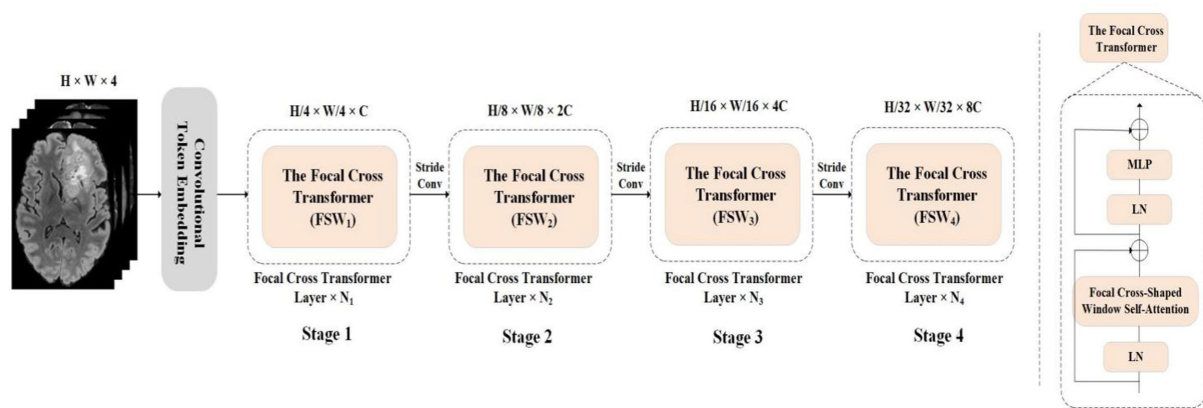 H × W × 4
Convolutional
Token Embedding
H/4 × W/4 × C
The Focal Cross
Transformer
(FSW₁)
Focal Cross Transformer
Layer × N₁
Stage 1
Stride
Conv
H/8 × W/8 × 2C
The Focal Cross
Transformer
(FSW₂)
Focal Cross Transformer
Layer × N₂
Stage 2
Stride
Conv
H/16 × W/16 × 4C
The Focal Cross
Transformer
(FSW₃)
Focal Cross Transformer
Layer × N₃
Stage 3
Stride
Conv
H/32 × W/32 × 8C
The Focal Cross
Transformer
(FSW₄)
Focal Cross Transformer
Layer × N₄
Stage 4
The Focal Cross
Transformer
MLP
LN
Focal Cross-Shaped
Window Self-Attention
LN